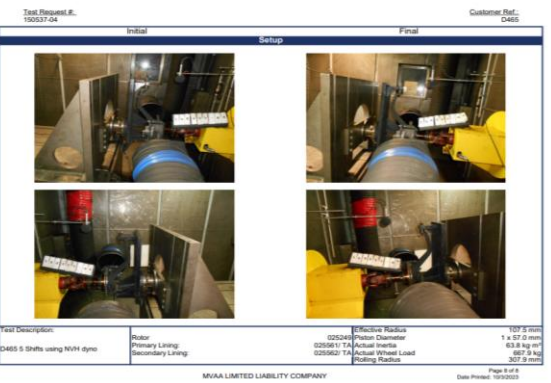 Test Request #:
150537-04
Customer Ref.:
D465
Initial
Final
Setup
Test Description:
D465 5 Shifts using NVH dyno
Rotor 025249
Primary Lining: 025561/ TA
Secondary Lining: 025562/ TA
Effective Radius 107.5 mm
Piston Diameter 1 x 57.0 mm
Actual Inertia 63.8 kg·m²
Actual Wheel Load 667.9 kg
Rolling Radius 307.9 mm
MVAA LIMITED LIABILITY COMPANY
Page 8 of 8
Date Printed: 10/3/2023